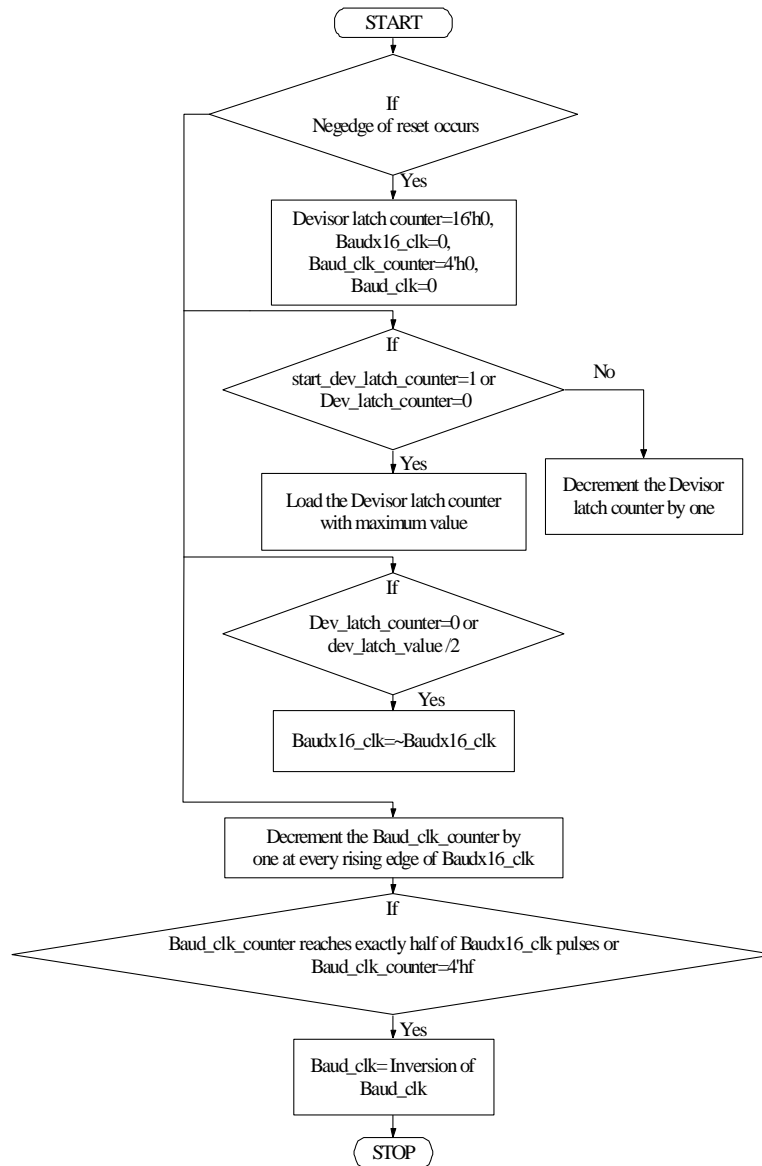 START
If
Negedge of reset occurs
Yes
Devisor latch counter=16'h0,
Baudx16_clk=0,
Baud_clk_counter=4'h0,
Baud_clk=0
If
start_dev_latch_counter=1 or
Dev_latch_counter=0
No
Yes
Load the Devisor latch counter
with maximum value
Decrement the Devisor
latch counter by one
If
Dev_latch_counter=0 or
dev_latch_value /2
Yes
Baudx16_clk=~Baudx16_clk
Decrement the Baud_clk_counter by
one at every rising edge of Baudx16_clk
If
Baud_clk_counter reaches exactly half of Baudx16_clk pulses or
Baud_clk_counter=4'hf
Yes
Baud_clk= Inversion of
Baud_clk
STOP